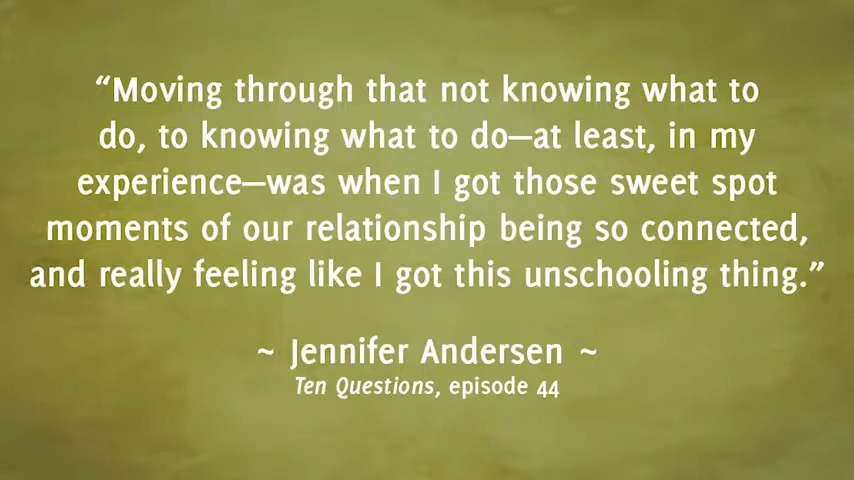 “Moving through that not knowing what to
do, to knowing what to do—at least, in my
experience—was when I got those sweet spot
moments of our relationship being so connected,
and really feeling like I got this unschooling thing.”
~ Jennifer Andersen ~
Ten Questions, episode 44